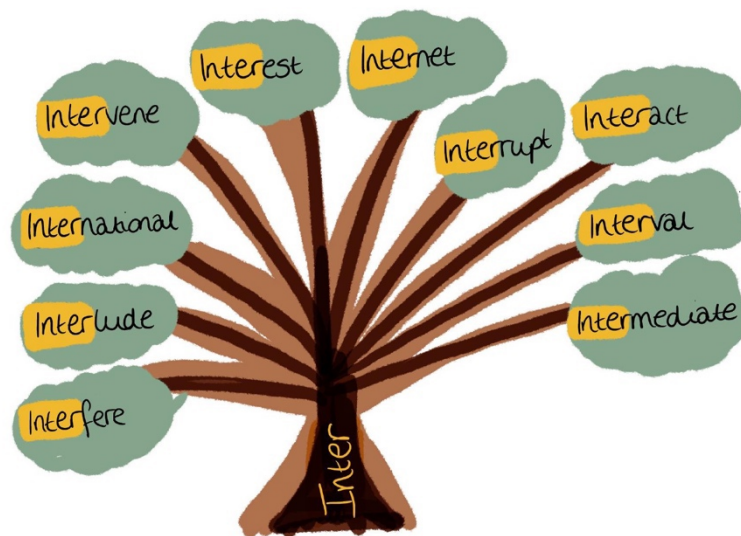 Interest
Internet
Intervene
Interact
Interrupt
International
Interval
Interlude
Intermediate
Interfere
Inter